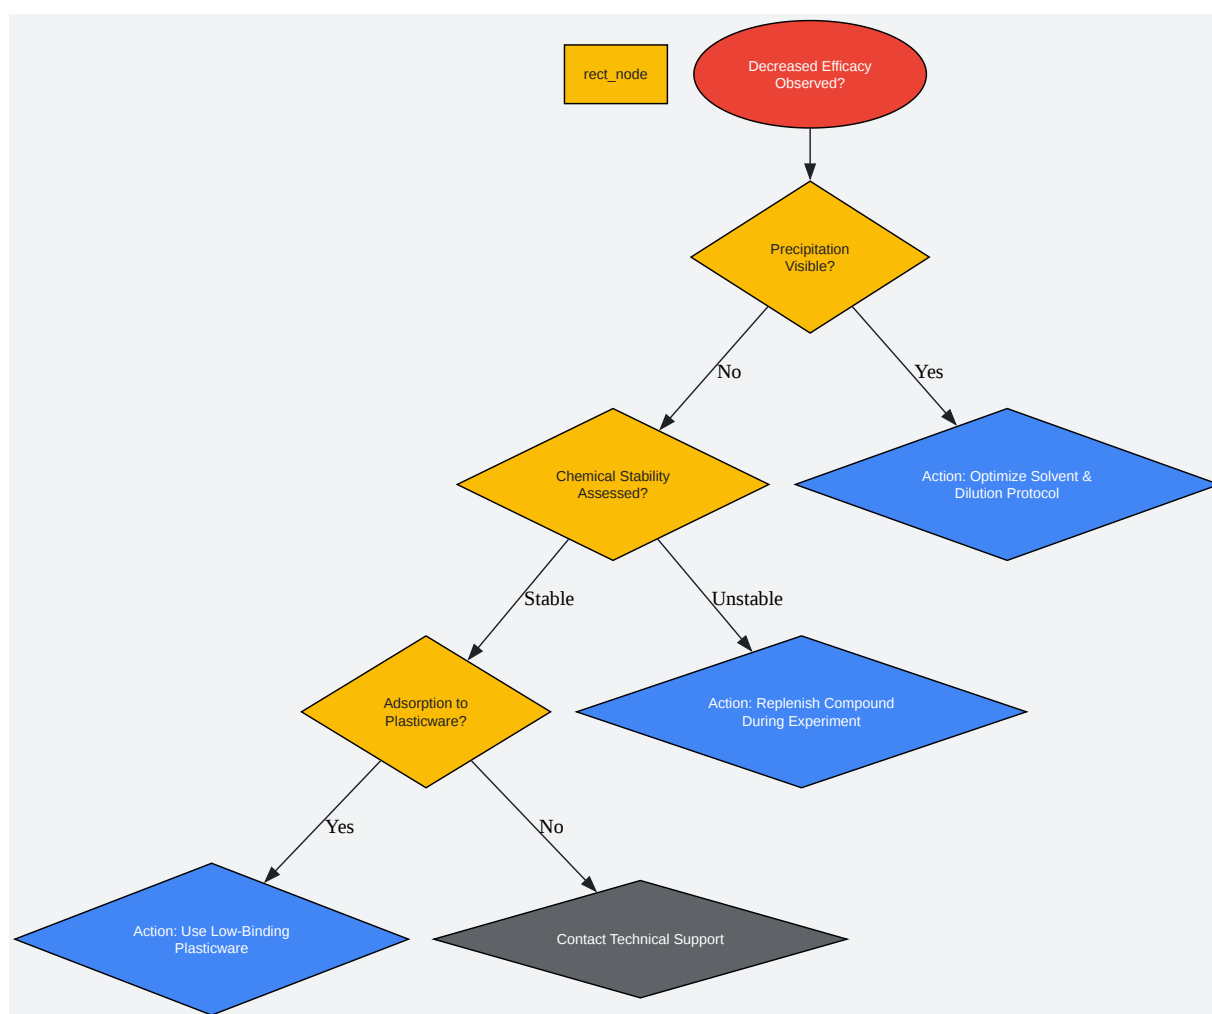 rect_node
Decreased Efficacy
Observed?
Precipitation
Visible?
No
Yes
Chemical Stability
Assessed?
Action: Optimize Solvent &
Dilution Protocol
Stable
Unstable
Adsorption to
Plasticware?
Action: Replenish Compound
During Experiment
Yes
No
Action: Use Low-Binding
Plasticware
Contact Technical Support